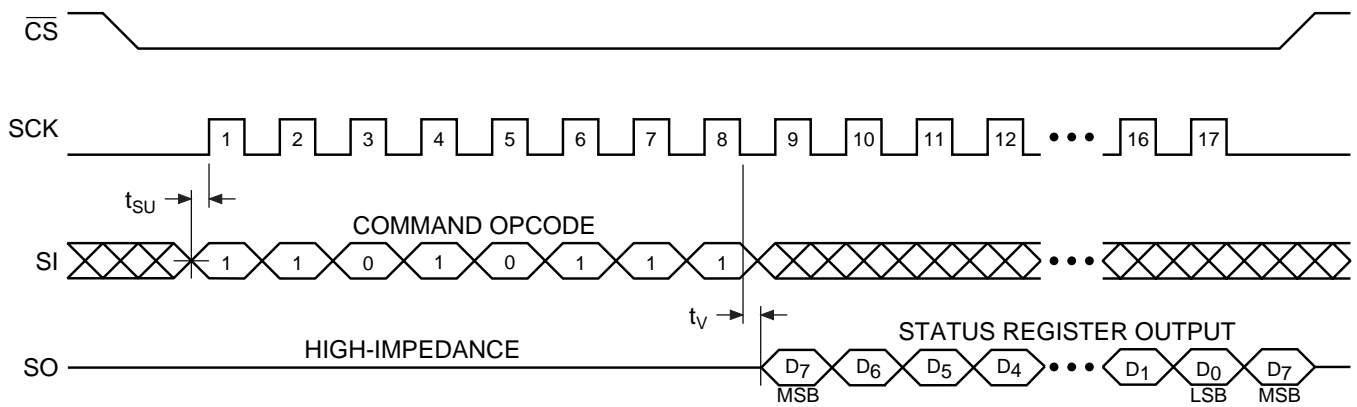 CS
SCK 1 2 3 4 5 6 7 8 9 10 11 12 ••• 16 17
tSU
COMMAND OPCODE
SI 1 1 0 1 0 1 1 1 •••
tV
STATUS REGISTER OUTPUT
HIGH-IMPEDANCE
SO D7 D6 D5 D4 ••• D1 D0 D7
MSB LSB MSB